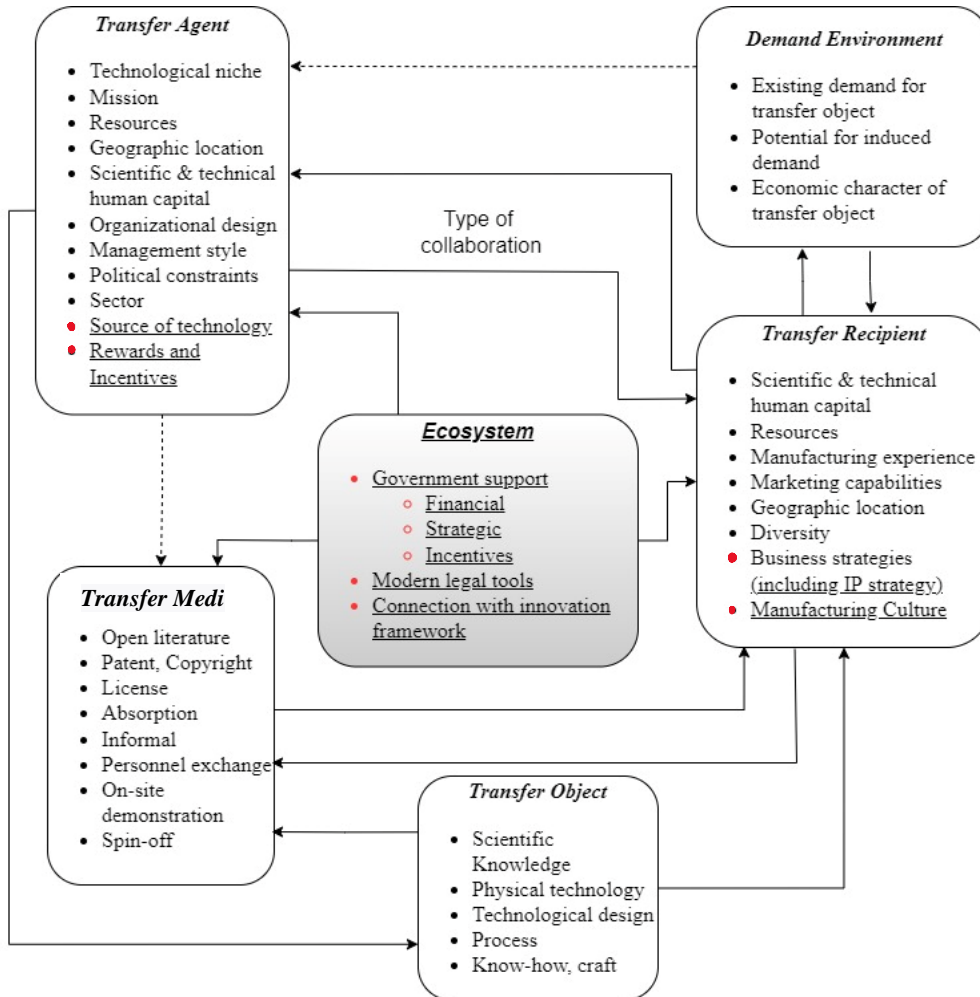 Transfer Agent
Technological niche
Mission
Resources
Geographic location
Scientific & technical
human capital
Organizational design
Management style
Political constraints
Sector
Source of technology
Rewards and
Incentives
Demand Environment
Existing demand for
transfer object
Potential for induced
demand
Economic character of
transfer object
Type of
collaboration
Transfer Recipient
Scientific & technical
human capital
Resources
Manufacturing experience
Marketing capabilities
Geographic location
Diversity
Business strategies
(including IP strategy)
Manufacturing Culture
Ecosystem
Government support
Financial
Strategic
Incentives
Modern legal tools
Connection with innovation
framework
Transfer Medi
Open literature
Patent, Copyright
License
Absorption
Informal
Personnel exchange
On-site
demonstration
Spin-off
Transfer Object
Scientific
Knowledge
Physical technology
Technological design
Process
Know-how, craft